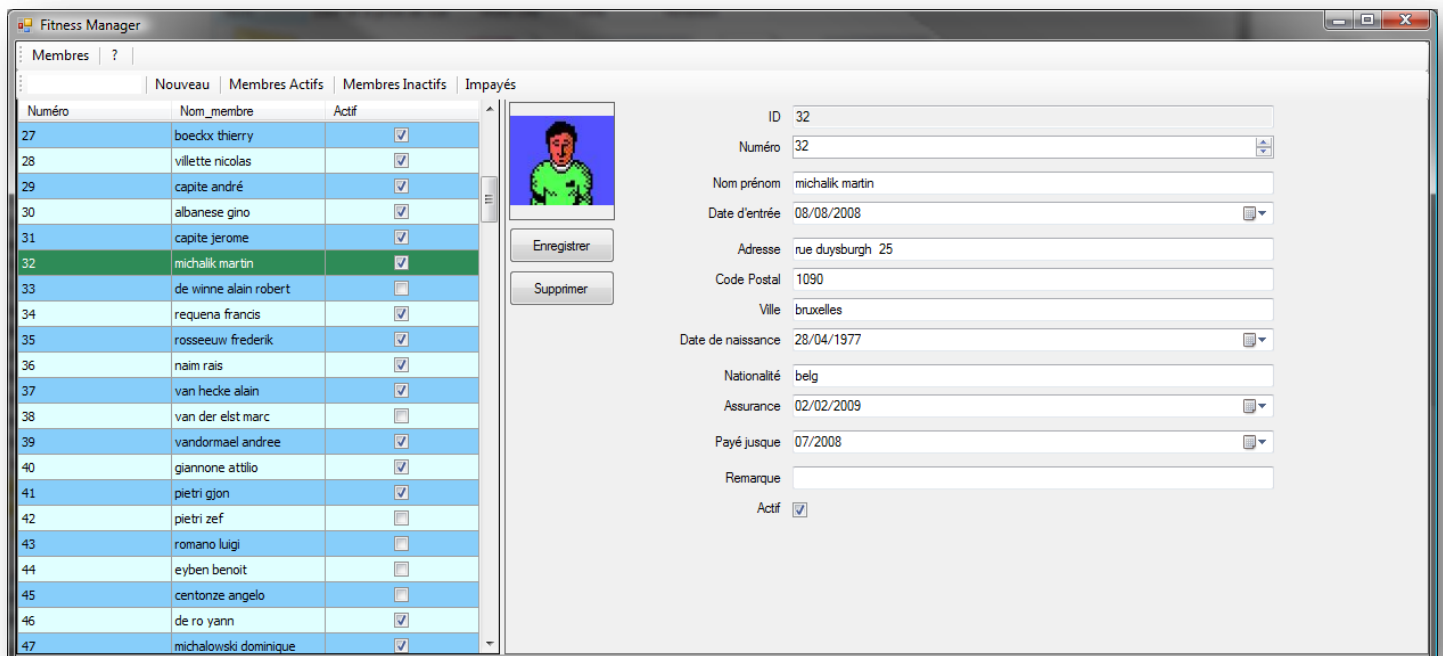 Fitness Manager
Membres ?
Nouveau Membres Actifs Membres Inactifs Impayés
Numéro Nom_membre Actif
27 boeckx thierry
28 villette nicolas
29 capite andré
30 albanese gino
31 capite jerome
32 michalik martin
33 de winne alain robert
34 requena francis
35 rosseeuw frederik
36 naim rais
37 van hecke alain
38 van der elst marc
39 vandormael andree
40 giannone attilio
41 pietri gjon
42 pietri zef
43 romano luigi
44 eyben benoit
45 centonze angelo
46 de ro yann
47 michalowski dominique
Enregistrer
Supprimer
ID 32
Numéro 32
Nom prénom michalik martin
Date d'entrée 08/08/2008
Adresse rue duysburgh 25
Code Postal 1090
Ville bruxelles
Date de naissance 28/04/1977
Nationalité belg
Assurance 02/02/2009
Payé jusque 07/2008
Remarque
Actif